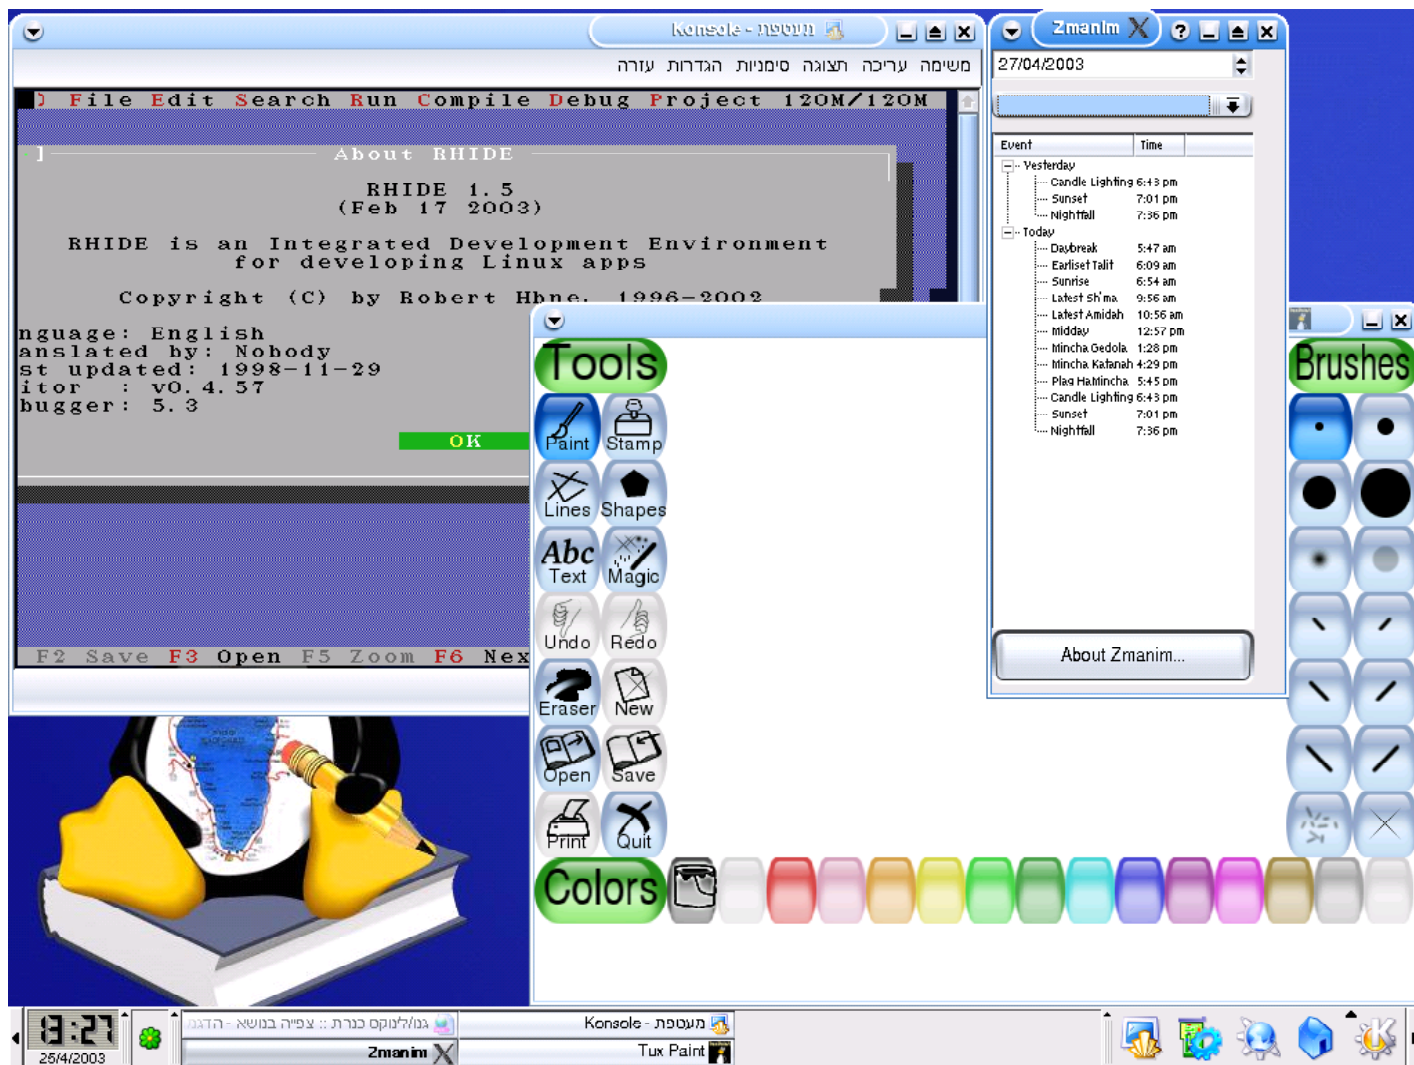 Konsole - מעטפת
משימה עריכה תצוגה סימניות הגדרות עזרה
File Edit Search Run Compile Debug Project 120M/120M
About RHIDE
RHIDE 1.5
(Feb 17 2003)
RHIDE is an Integrated Development Environment
for developing Linux apps
Copyright (C) by Robert Hhne. 1996-2002
nguage: English
anslated by: Nobody
st updated: 1998-11-29
itor : v0.4.57
bugger: 5.3
OK
F2 Save F3 Open F5 Zoom F6 Nex
Zmanim
27/04/2003
Event Time
Yesterday
Candle Lighting 6:43 pm
Sunset 7:01 pm
Nightfall 7:36 pm
Today
Daybreak 5:47 am
Earliset Talit 6:09 am
Sunrise 6:54 am
Latest Sh'ma 9:56 am
Latest Amidah 10:56 am
Midday 12:57 pm
Mincha Gedola 1:28 pm
Mincha Katanah 4:29 pm
Plag HaMincha 5:45 pm
Candle Lighting 6:43 pm
Sunset 7:01 pm
Nightfall 7:36 pm
About Zmanim...
Tools
Paint Stamp
Lines Shapes
Abc
Text Magic
Undo Redo
Eraser New
Open Save
Print Quit
Colors
Brushes
13:27
25/4/2003
גנו/לינוקס כנרת :: צפייה בנושא - הדגמ
Konsole - מעטפת
Zmanim
Tux Paint